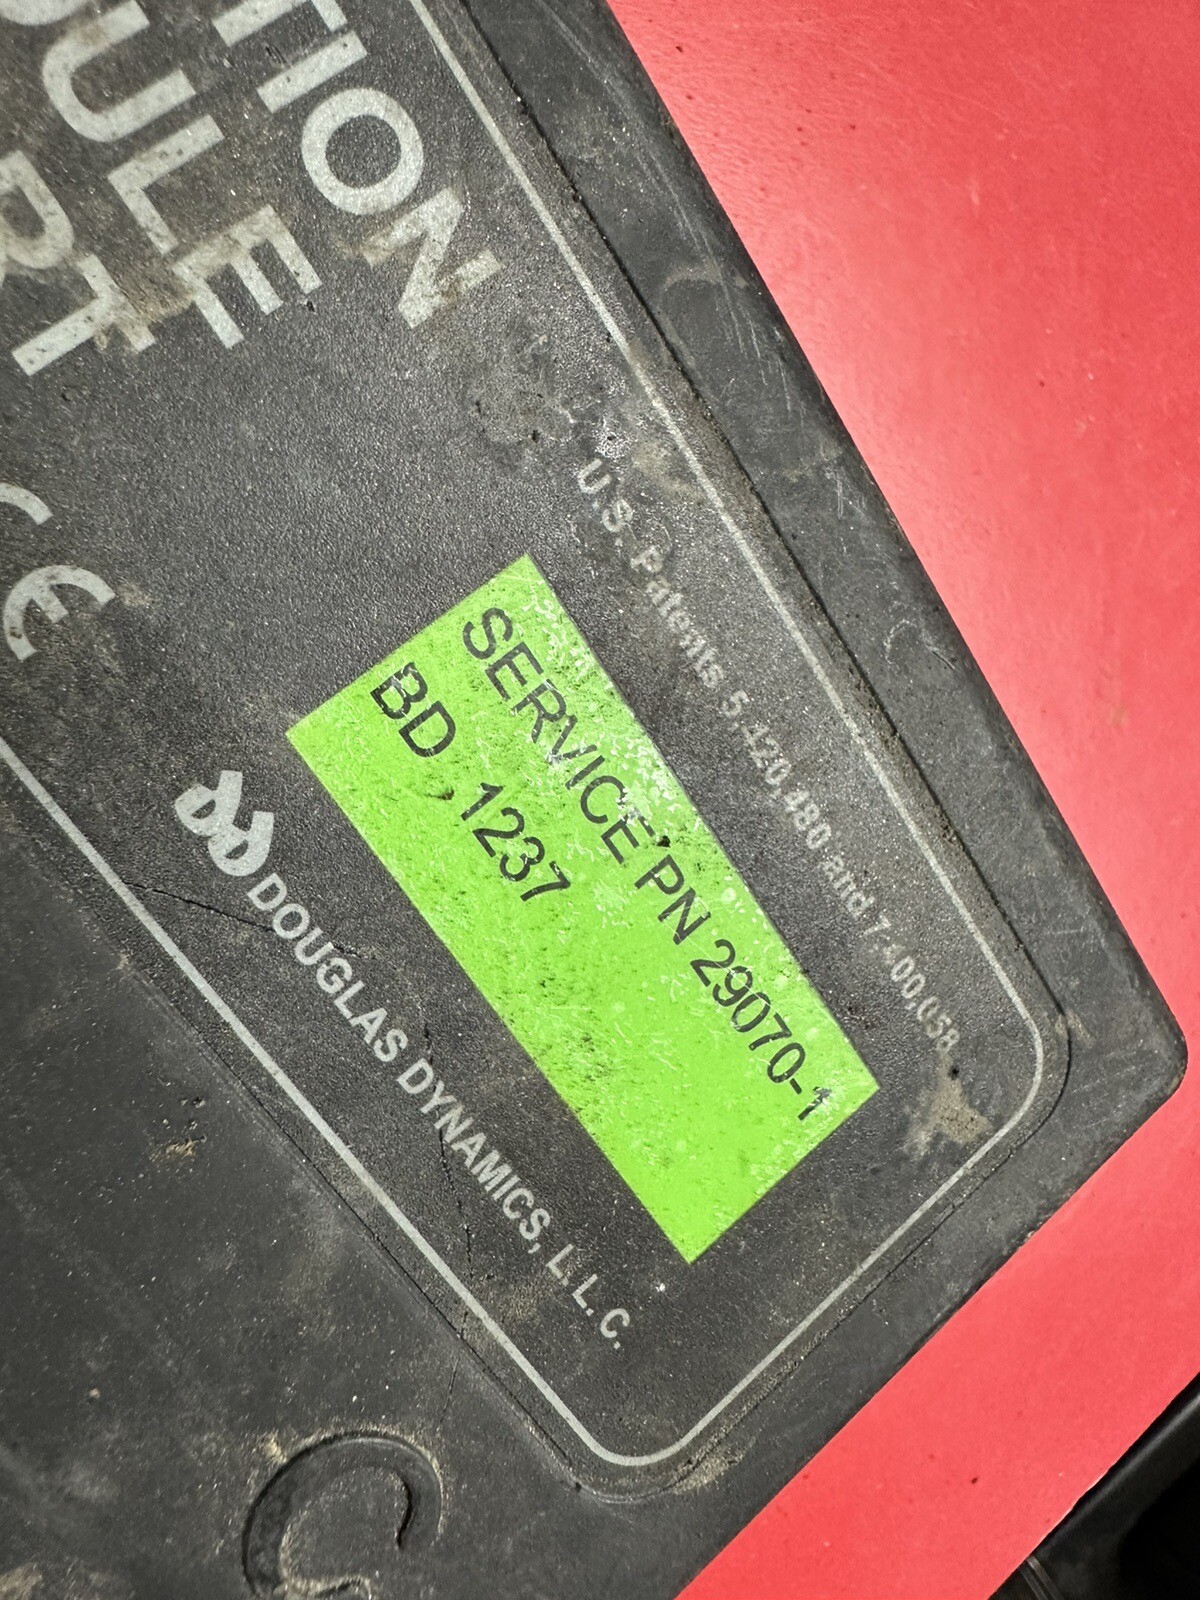 TION
ULE
RT
CE
U.S. Patents 5,420,480 and 7,400,058
SERVICE PN 29070-1
BD 1237
DOUGLAS DYNAMICS, L.L.C.